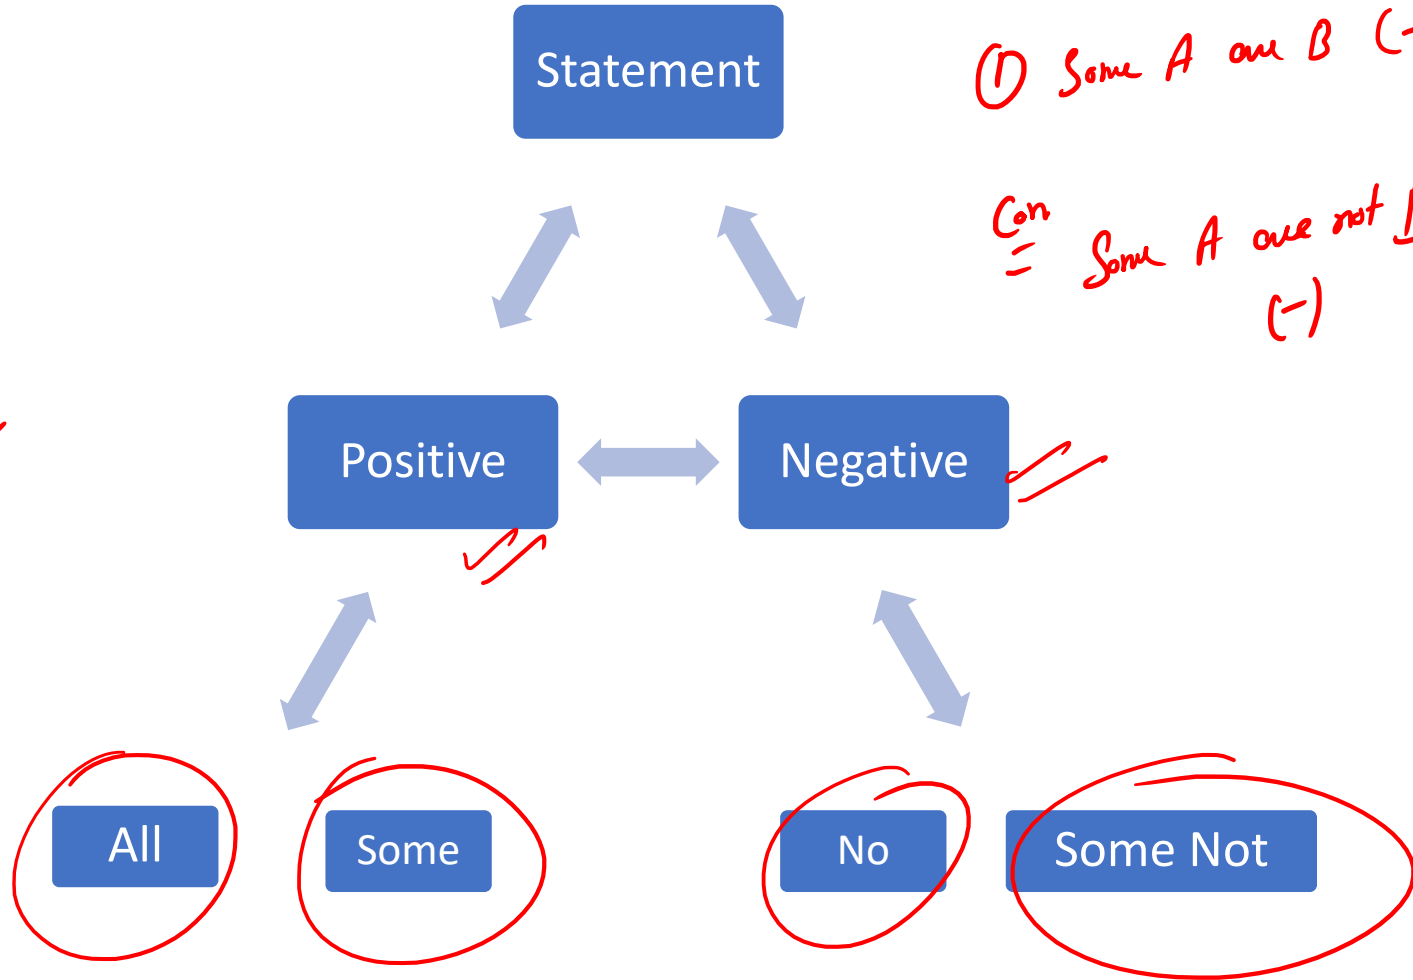 Statement
① Some A are B (-
Con
Some A are not
(-)
Positive
Negative
All
Some
No
Some Not